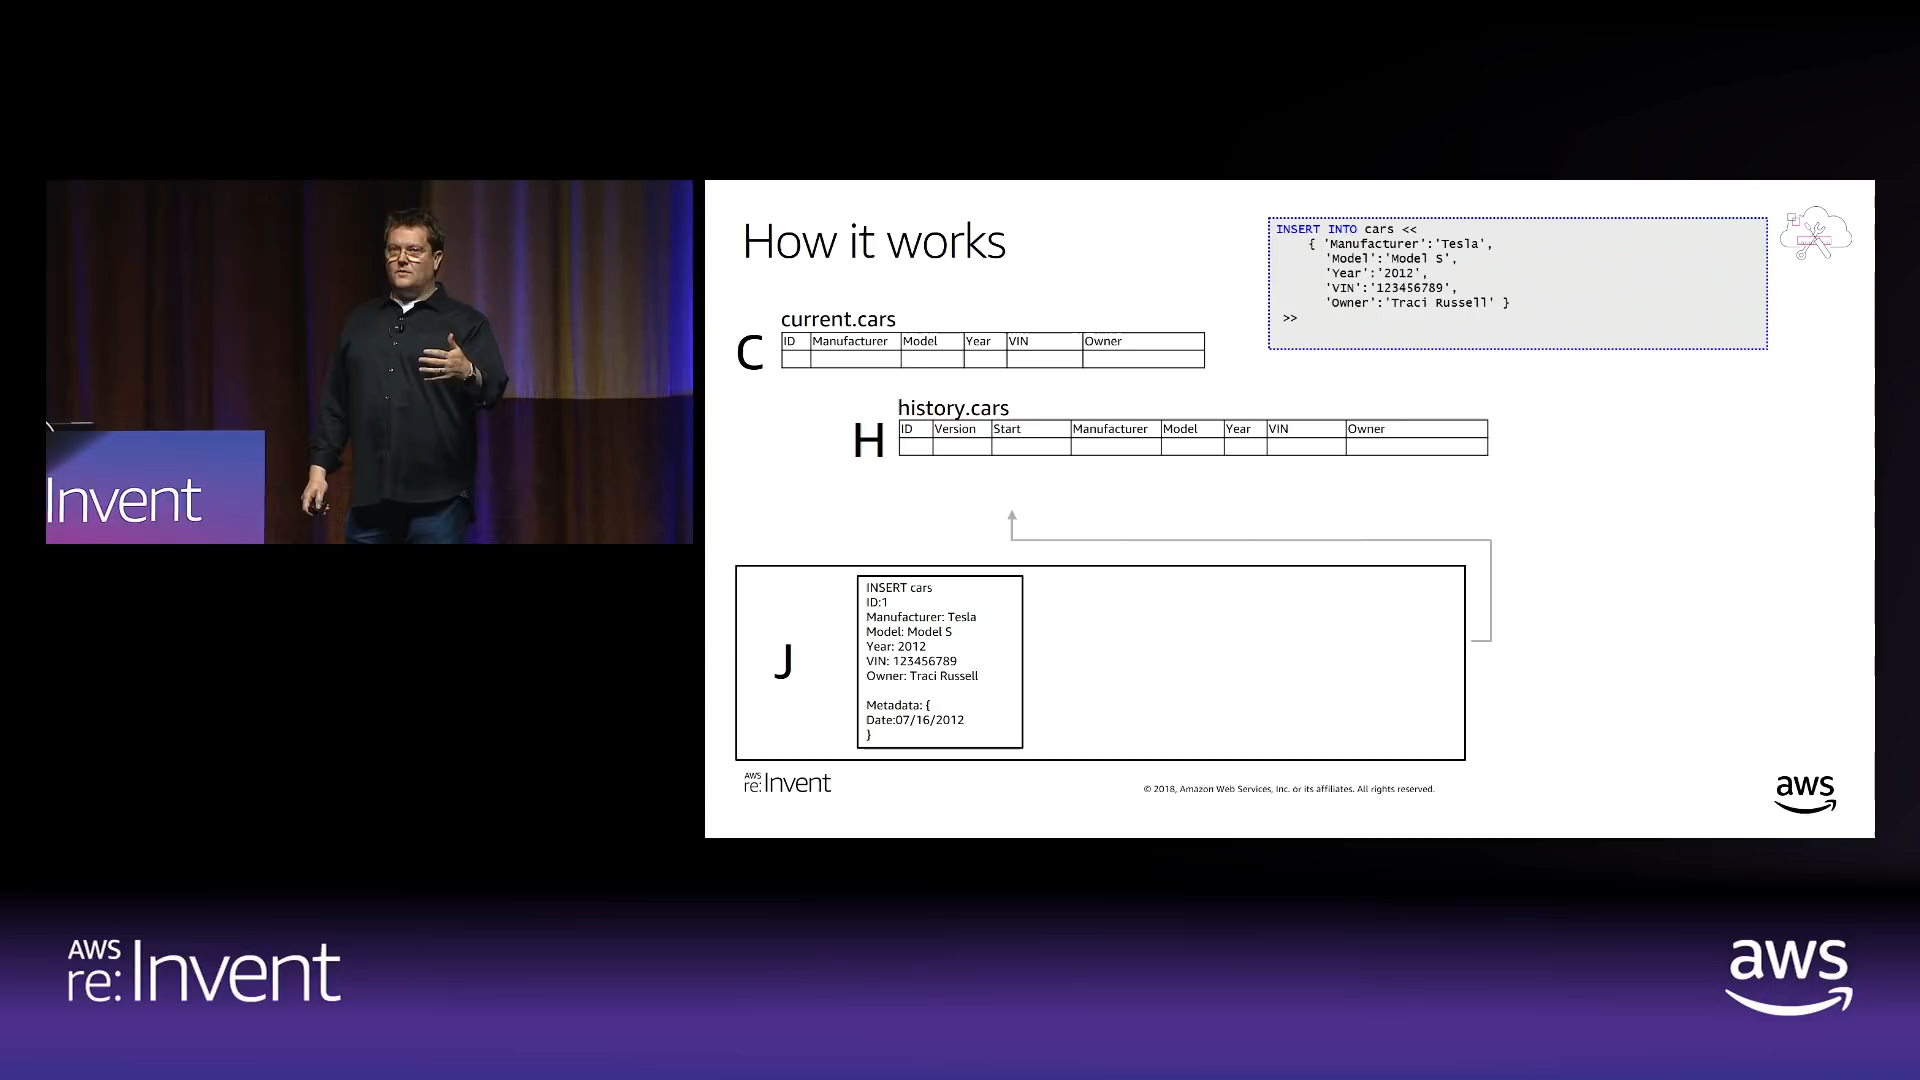 Invent
How it works
INSERT INTO cars <<
{ 'Manufacturer':'Tesla',
'Model':'Model S',
'Year':'2012',
'VIN':'123456789',
'Owner':'Traci Russell' }
>>
current.cars
C
ID Manufacturer Model Year VIN Owner
history.cars
H
ID Version Start Manufacturer Model Year VIN Owner
J
INSERT cars
ID:1
Manufacturer: Tesla
Model: Model S
Year: 2012
VIN: 123456789
Owner: Traci Russell
Metadata: {
Date:07/16/2012
}
AWS
re:Invent
© 2018, Amazon Web Services, Inc. or its affiliates. All rights reserved.
aws
AWS
re:Invent
aws